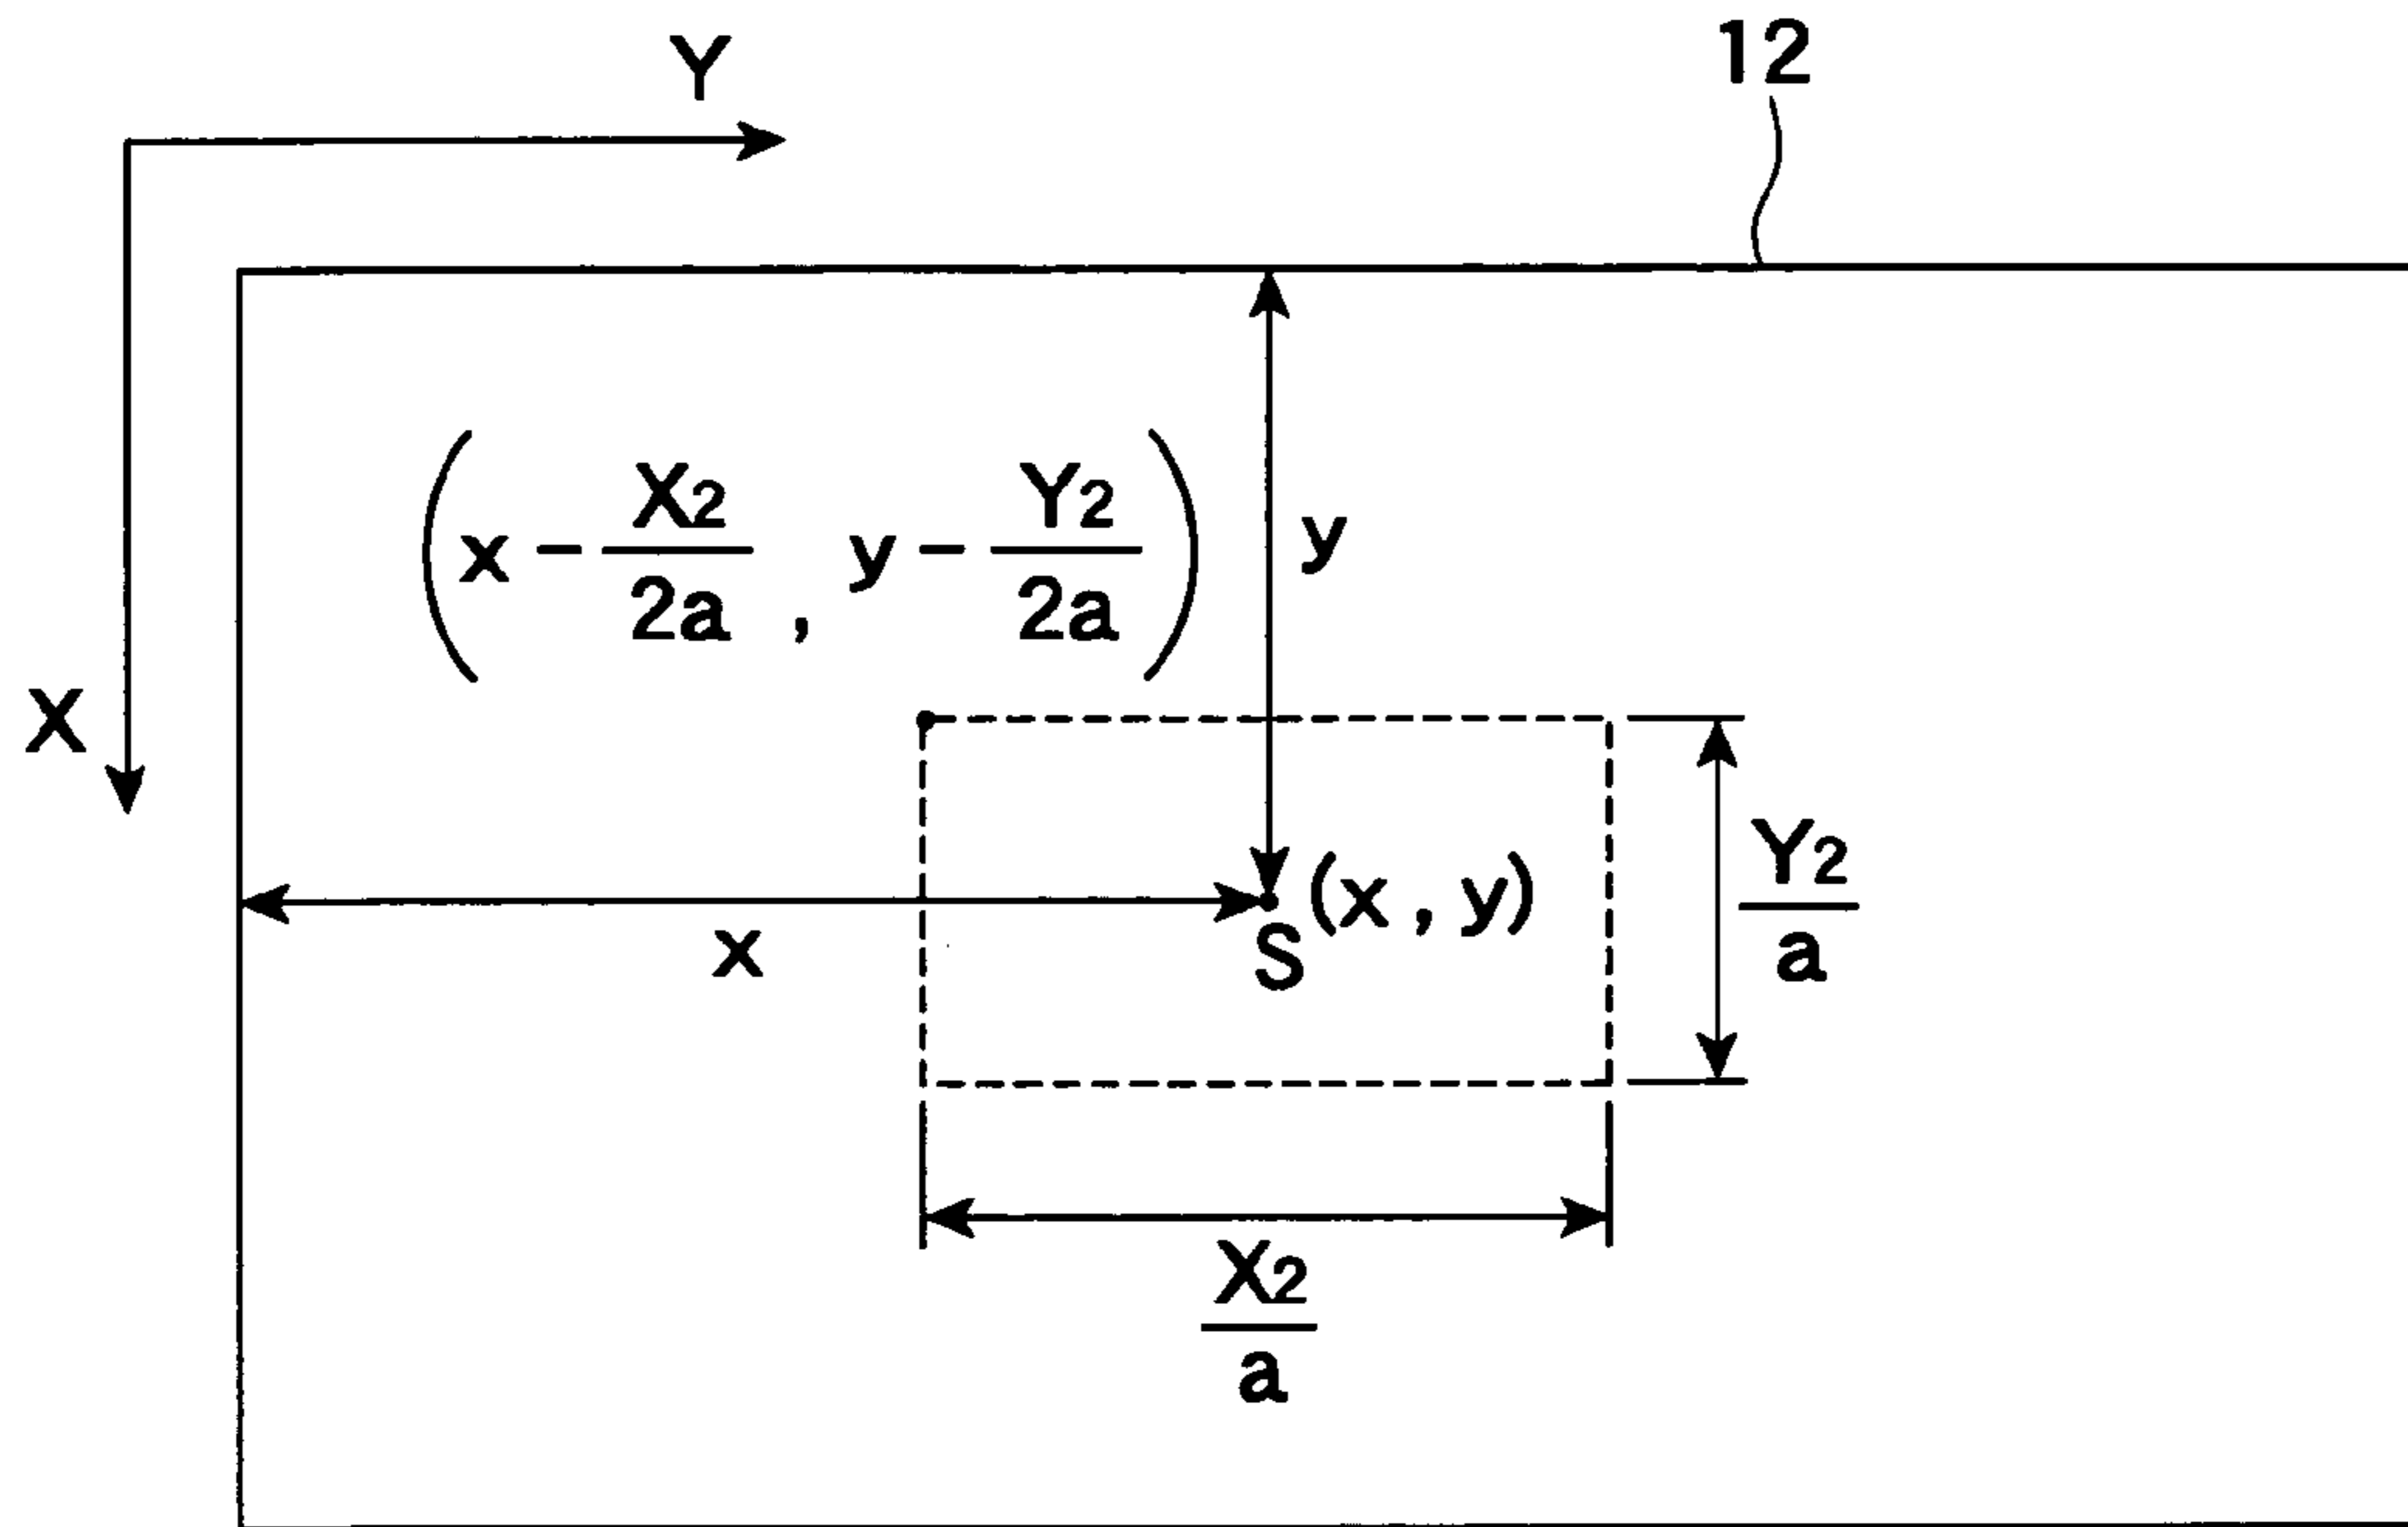 12
Y
X
(x - X2/2a , y - Y2/2a)
y
(x , y)
S
x
Y2/a
X2/a